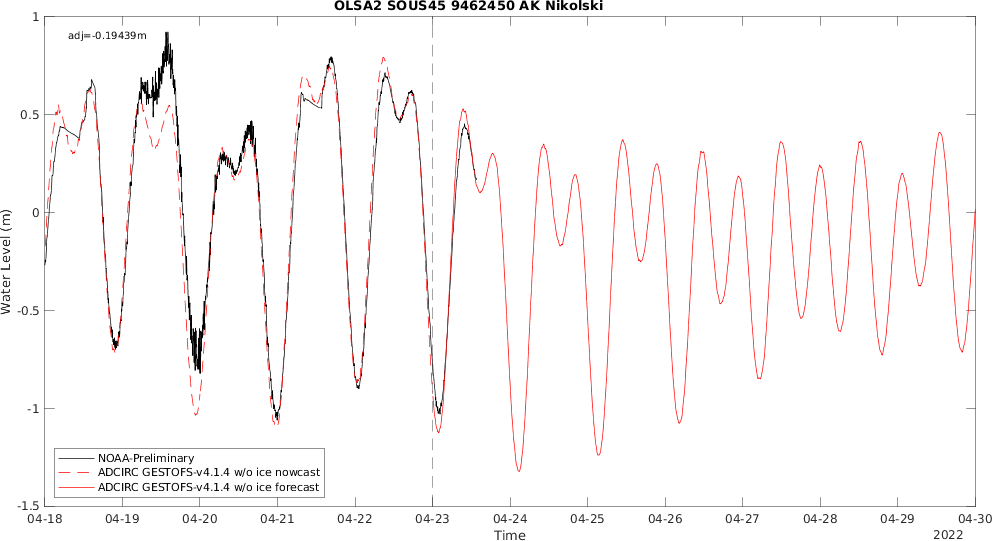 OLSA2 SOUS45 9462450 AK Nikolski
adj=-0.19439m
1
0.5
0
-0.5
-1
-1.5
Water Level (m)
NOAA-Preliminary
ADCIRC GESTOFS-v4.1.4 w/o ice nowcast
ADCIRC GESTOFS-v4.1.4 w/o ice forecast
04-18 04-19 04-20 04-21 04-22 04-23 04-24 04-25 04-26 04-27 04-28 04-29 04-30
Time
2022